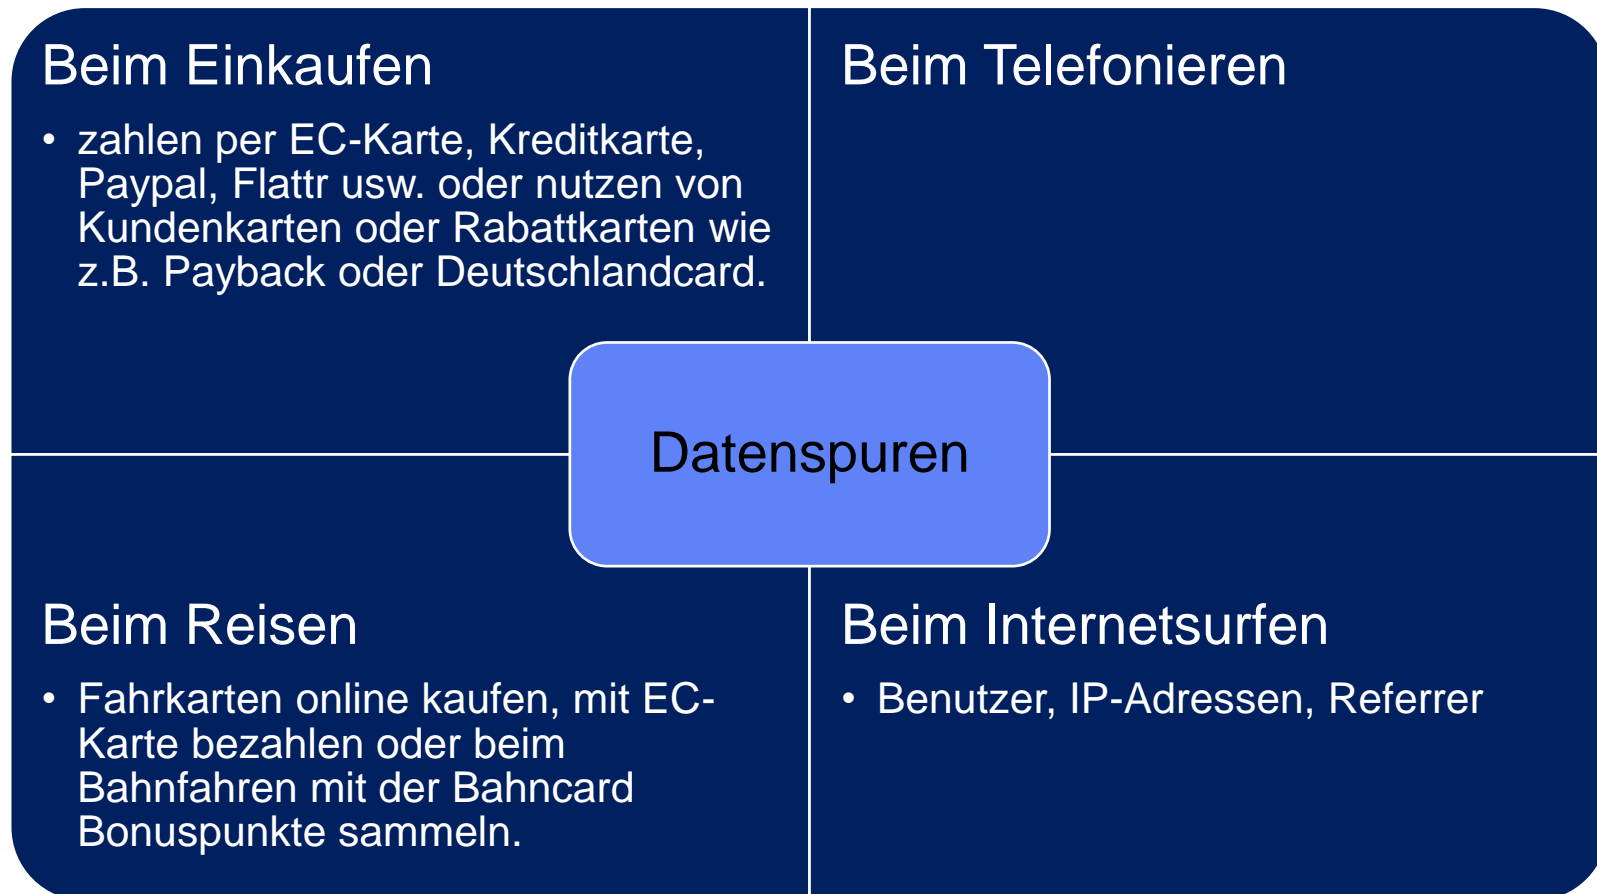 Beim Einkaufen
• zahlen per EC-Karte, Kreditkarte,
Paypal, Flattr usw. oder nutzen von
Kundenkarten oder Rabattkarten wie
z.B. Payback oder Deutschlandcard.
Beim Telefonieren
Datenspuren
Beim Reisen
• Fahrkarten online kaufen, mit EC-
Karte bezahlen oder beim
Bahnfahren mit der Bahncard
Bonuspunkte sammeln.
Beim Internetsurfen
• Benutzer, IP-Adressen, Referrer